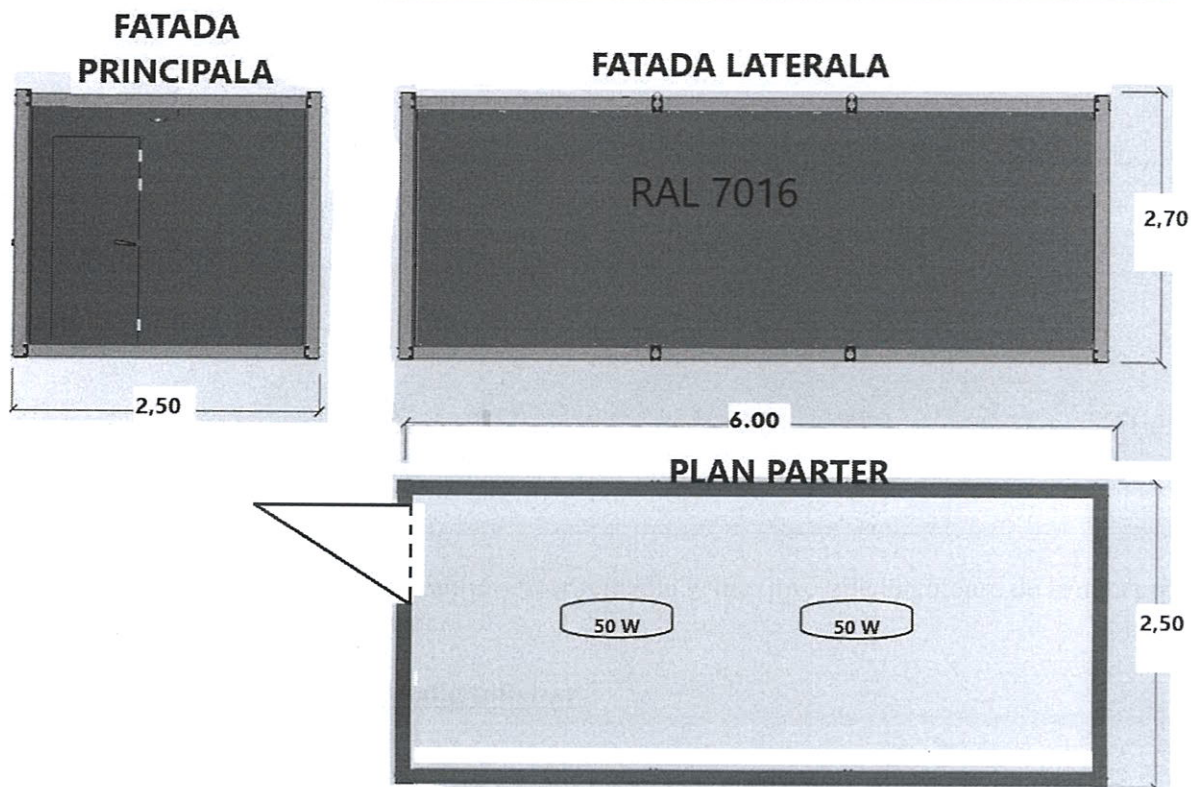 FATADA
PRINCIPALA
FATADA LATERALA
RAL 7016
2,70
2,50
6.00
PLAN PARTER
50 W
50 W
2,50